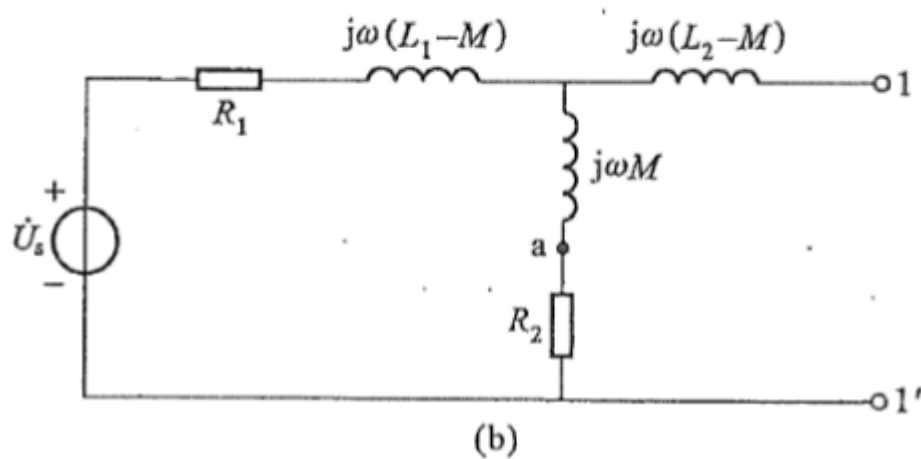 jω(L₁−M) jω(L₂−M)
R₁ 1
jωM
+
U̇ₛ a
−
R₂
1′
(b)